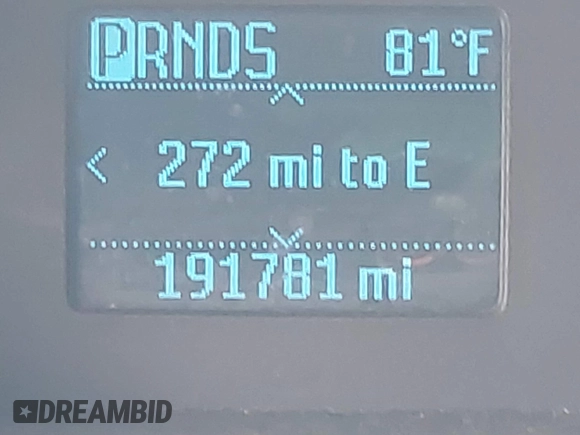 PRNDS 81°F
272 mi to E
191781 mi
DREAMBID